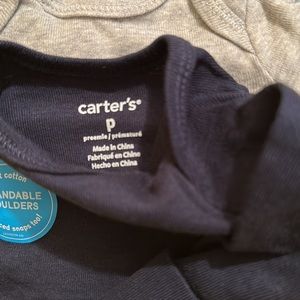 carter's®
p
preemie/prématuré
Made in China
Fabriqué en Chine
Hecho en China
cotton
ANDABLE
OULDERS
ced snaps too!